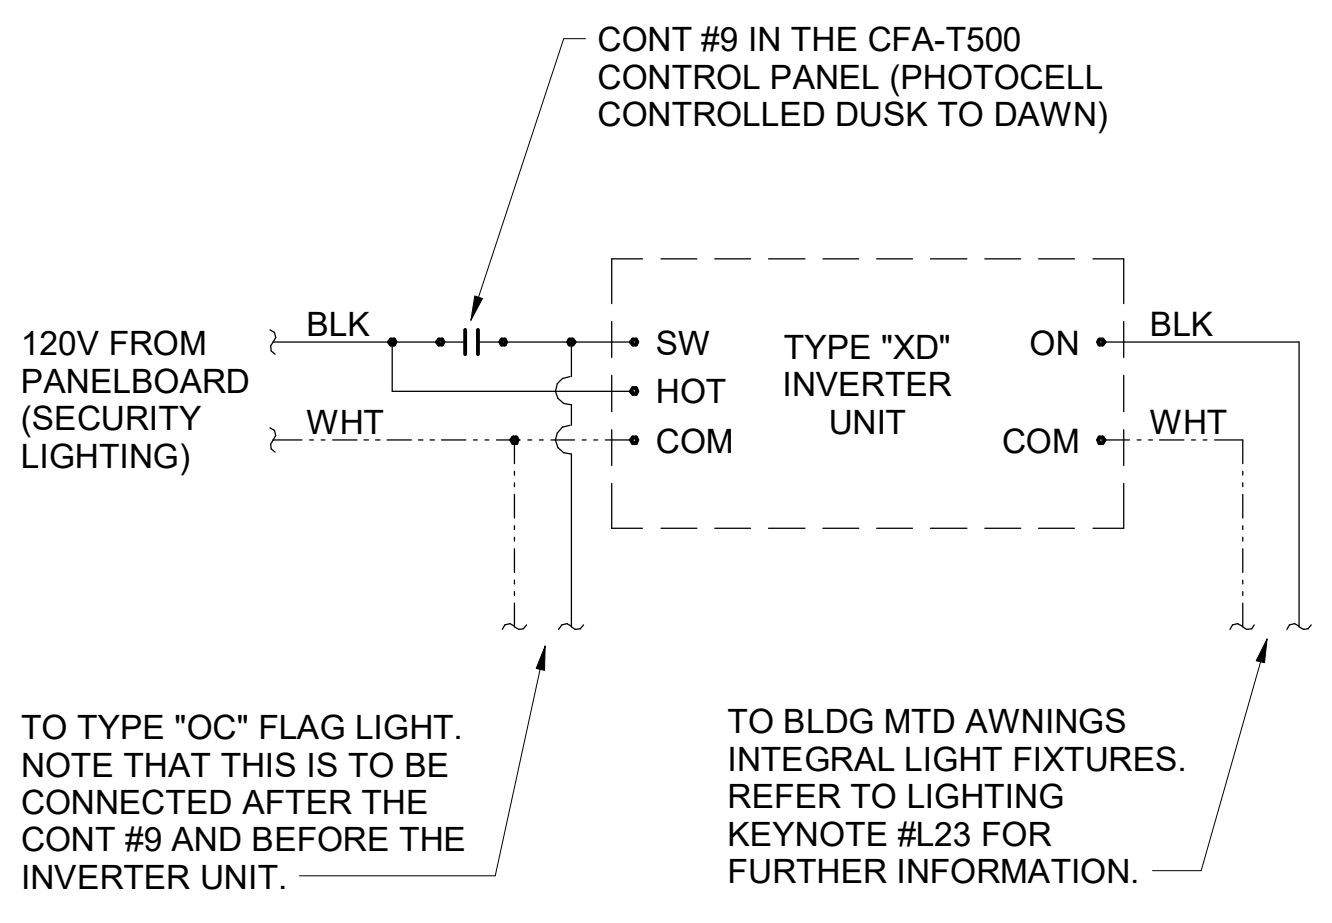 CONT #9 IN THE CFA-T500
CONTROL PANEL (PHOTOCELL
CONTROLLED DUSK TO DAWN)
120V FROM
PANELBOARD
(SECURITY
LIGHTING)
BLK
WHT
SW
HOT
COM
TYPE "XD"
INVERTER
UNIT
ON
COM
BLK
WHT
TO TYPE "OC" FLAG LIGHT.
NOTE THAT THIS IS TO BE
CONNECTED AFTER THE
CONT #9 AND BEFORE THE
INVERTER UNIT.
TO BLDG MTD AWNINGS
INTEGRAL LIGHT FIXTURES.
REFER TO LIGHTING
KEYNOTE #L23 FOR
FURTHER INFORMATION.